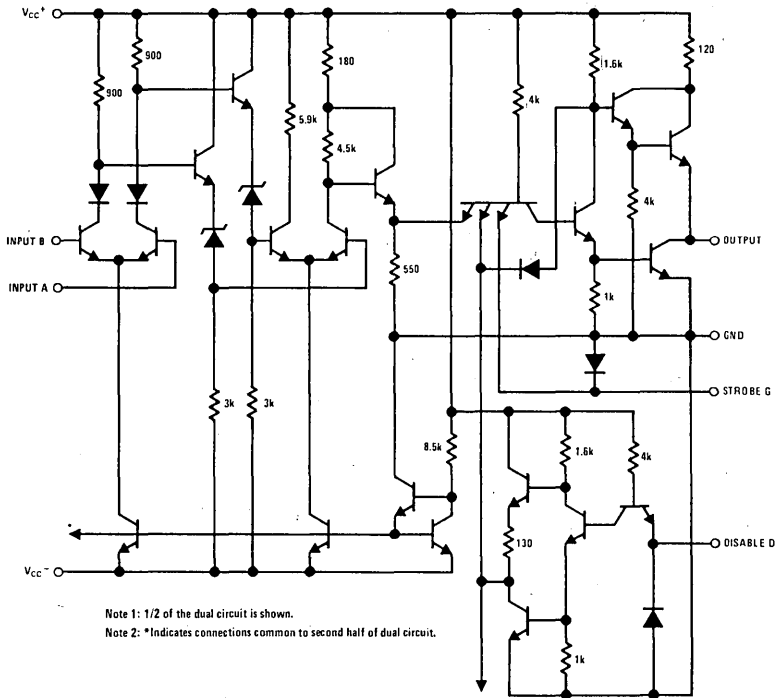 VCC+
900
900
180
5.9k
4.5k
4k
1.6k
120
4k
INPUT B
INPUT A
550
1k
OUTPUT
GND
STROBE G
3k
3k
8.5k
1.6k
4k
130
*
DISABLE D
VCC−
1k
Note 1: 1/2 of the dual circuit is shown.
Note 2: *Indicates connections common to second half of dual circuit.